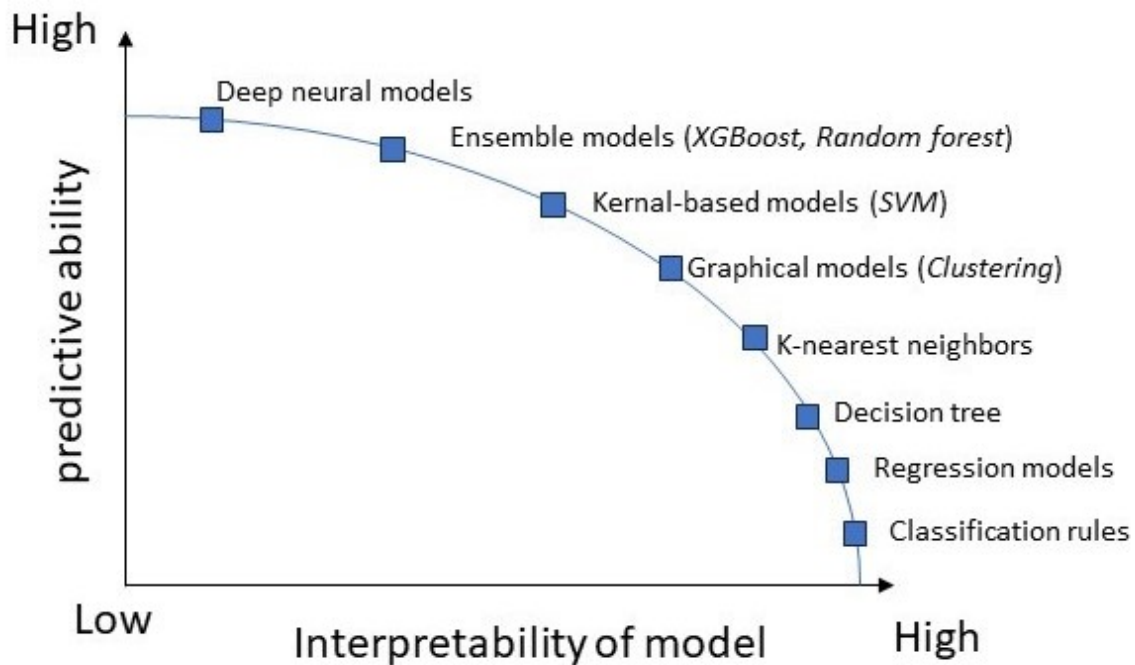 High
Deep neural models
Ensemble models (XGBoost, Random forest)
Kernal-based models (SVM)
Graphical models (Clustering)
K-nearest neighbors
Decision tree
Regression models
Classification rules
predictive ability
Low
Interpretability of model
High